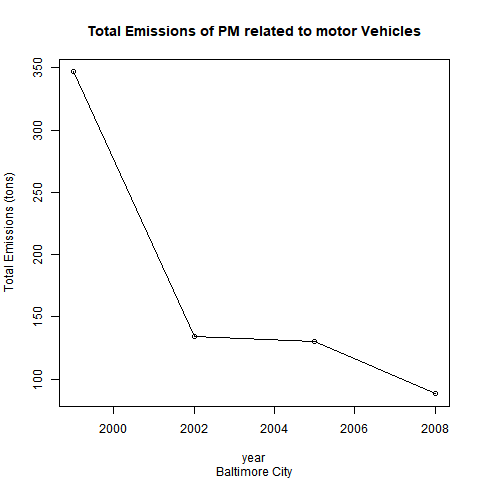 Total Emissions of PM related to motor Vehicles
Total Emissions (tons)
350
300
250
200
150
100
2000 2002 2004 2006 2008
year
Baltimore City